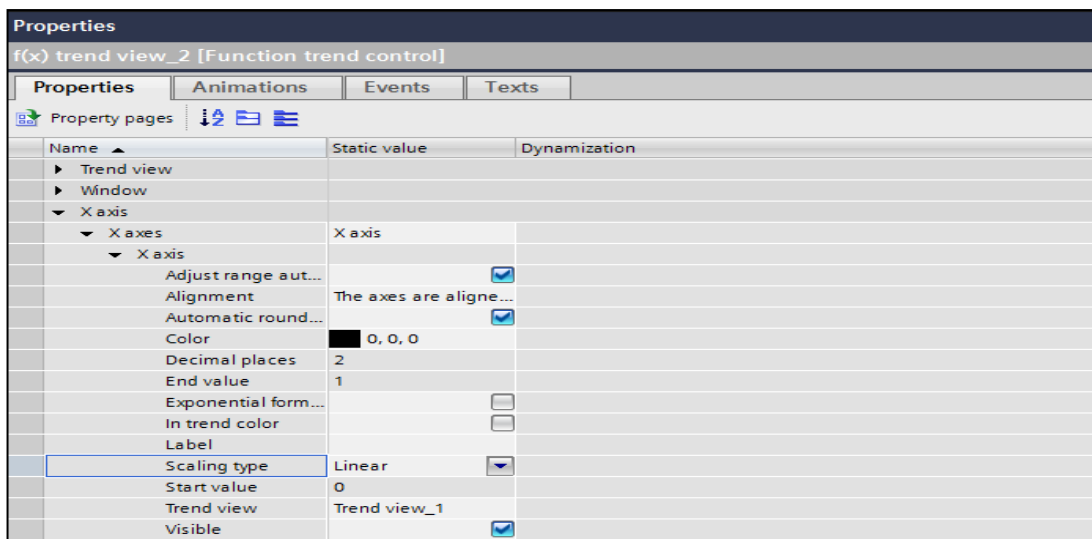 Properties
f(x) trend view_2 [Function trend control]
Properties Animations Events Texts
Property pages
Name Static value Dynamization
Trend view
Window
X axis
X axes X axis
X axis
Adjust range aut...
Alignment The axes are aligne...
Automatic round...
Color 0, 0, 0
Decimal places 2
End value 1
Exponential form...
In trend color
Label
Scaling type Linear
Start value 0
Trend view Trend view_1
Visible